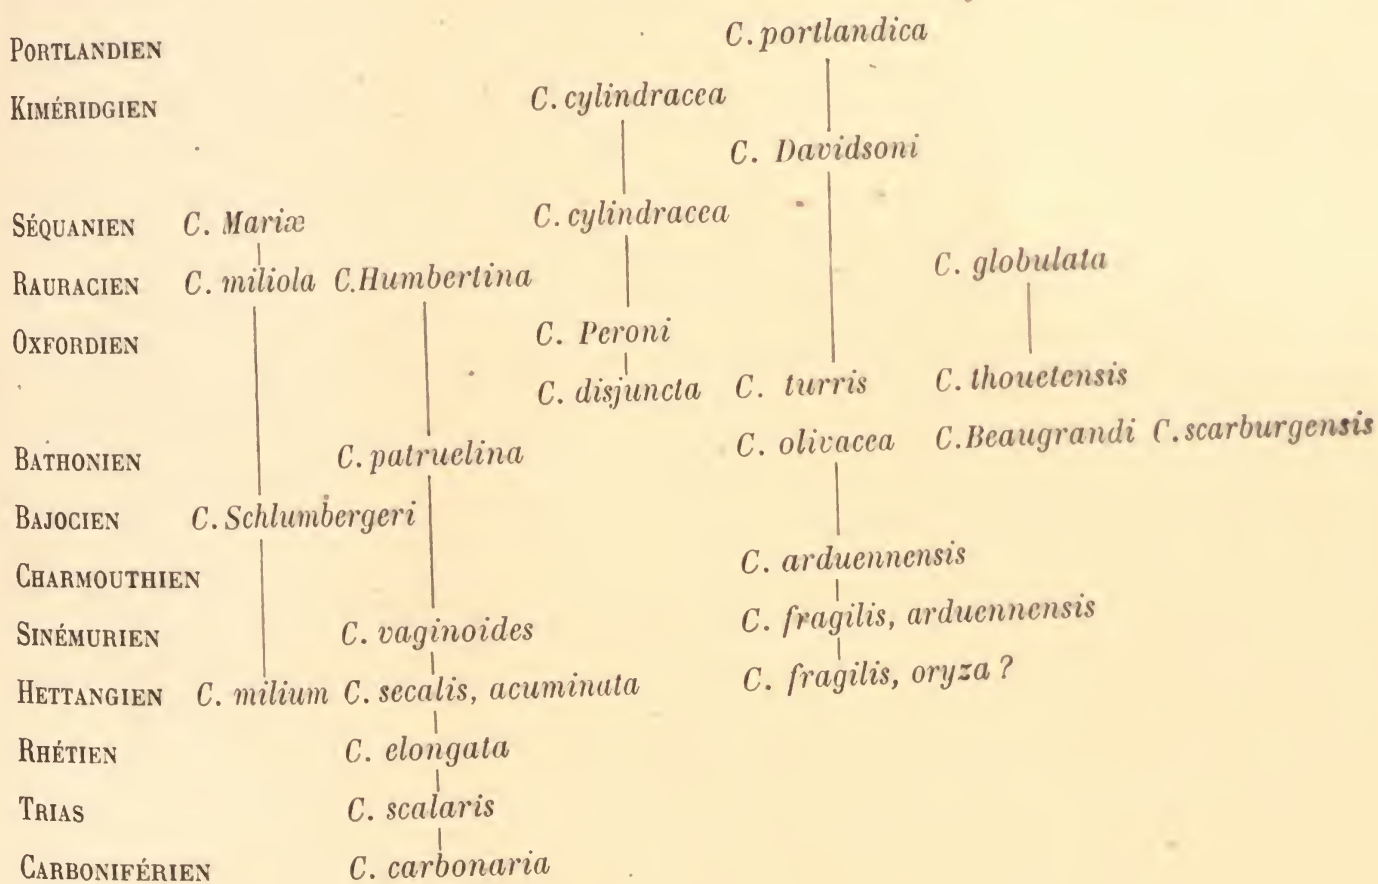 C. portlandica
PORTLANDIEN
KIMÉRIDGIEN C. cylindracea
C. Davidsoni
SÉQUANIEN C. Mariæ C. cylindracea
C. globulata
RAURACIEN C. miliola C. Humbertina
OXFORDIEN C. Peroni
C. disjuncta C. turris C. thouetensis
C. olivacea C. Beaugrandi C. scarburgensis
BATHONIEN C. patruelina
BAJOCIEN C. Schlumbergeri
CHARMOUTHIEN C. arduennensis
SINÉMURIEN C. vaginoides C. fragilis, arduennensis
HETTANGIEN C. milium C. secalis, acuminata C. fragilis, oryza ?
RHÉTIEN C. elongata
TRIAS C. scalaris
CARBONIFÉRIEN C. carbonaria